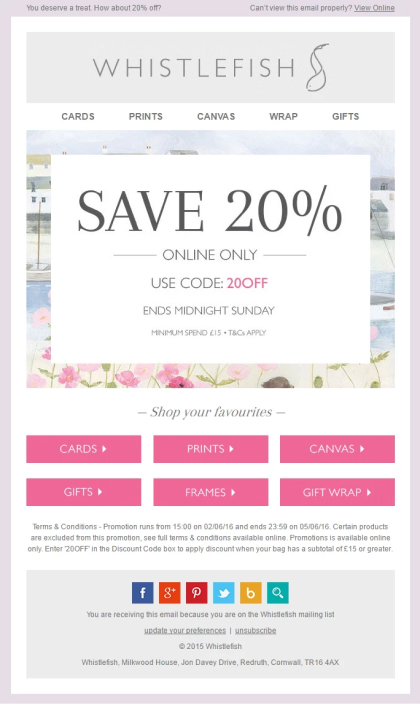 You deserve a treat. How about 20% off?
Can't view this email properly? View Online
WHISTLEFISH
CARDS PRINTS CANVAS WRAP GIFTS
SAVE 20%
ONLINE ONLY
USE CODE: 20OFF
ENDS MIDNIGHT SUNDAY
MINIMUM SPEND £15 • T&Cs APPLY
– Shop your favourites –
CARDS PRINTS CANVAS
GIFTS FRAMES GIFT WRAP
Terms & Conditions - Promotion runs from 15:00 on 02/06/16 and ends 23:59 on 05/06/16. Certain products
are excluded from this promotion, see full terms & conditions available online. Promotions is available online
only. Enter '20OFF' in the Discount Code box to apply discount when your bag has a subtotal of £15 or greater.
You are receiving this email because you are on the Whistlefish mailing list
update your preferences | unsubscribe
© 2015 Whistlefish
Whistlefish, Milkwood House, Jon Davey Drive, Redruth, Cornwall, TR16 4AX